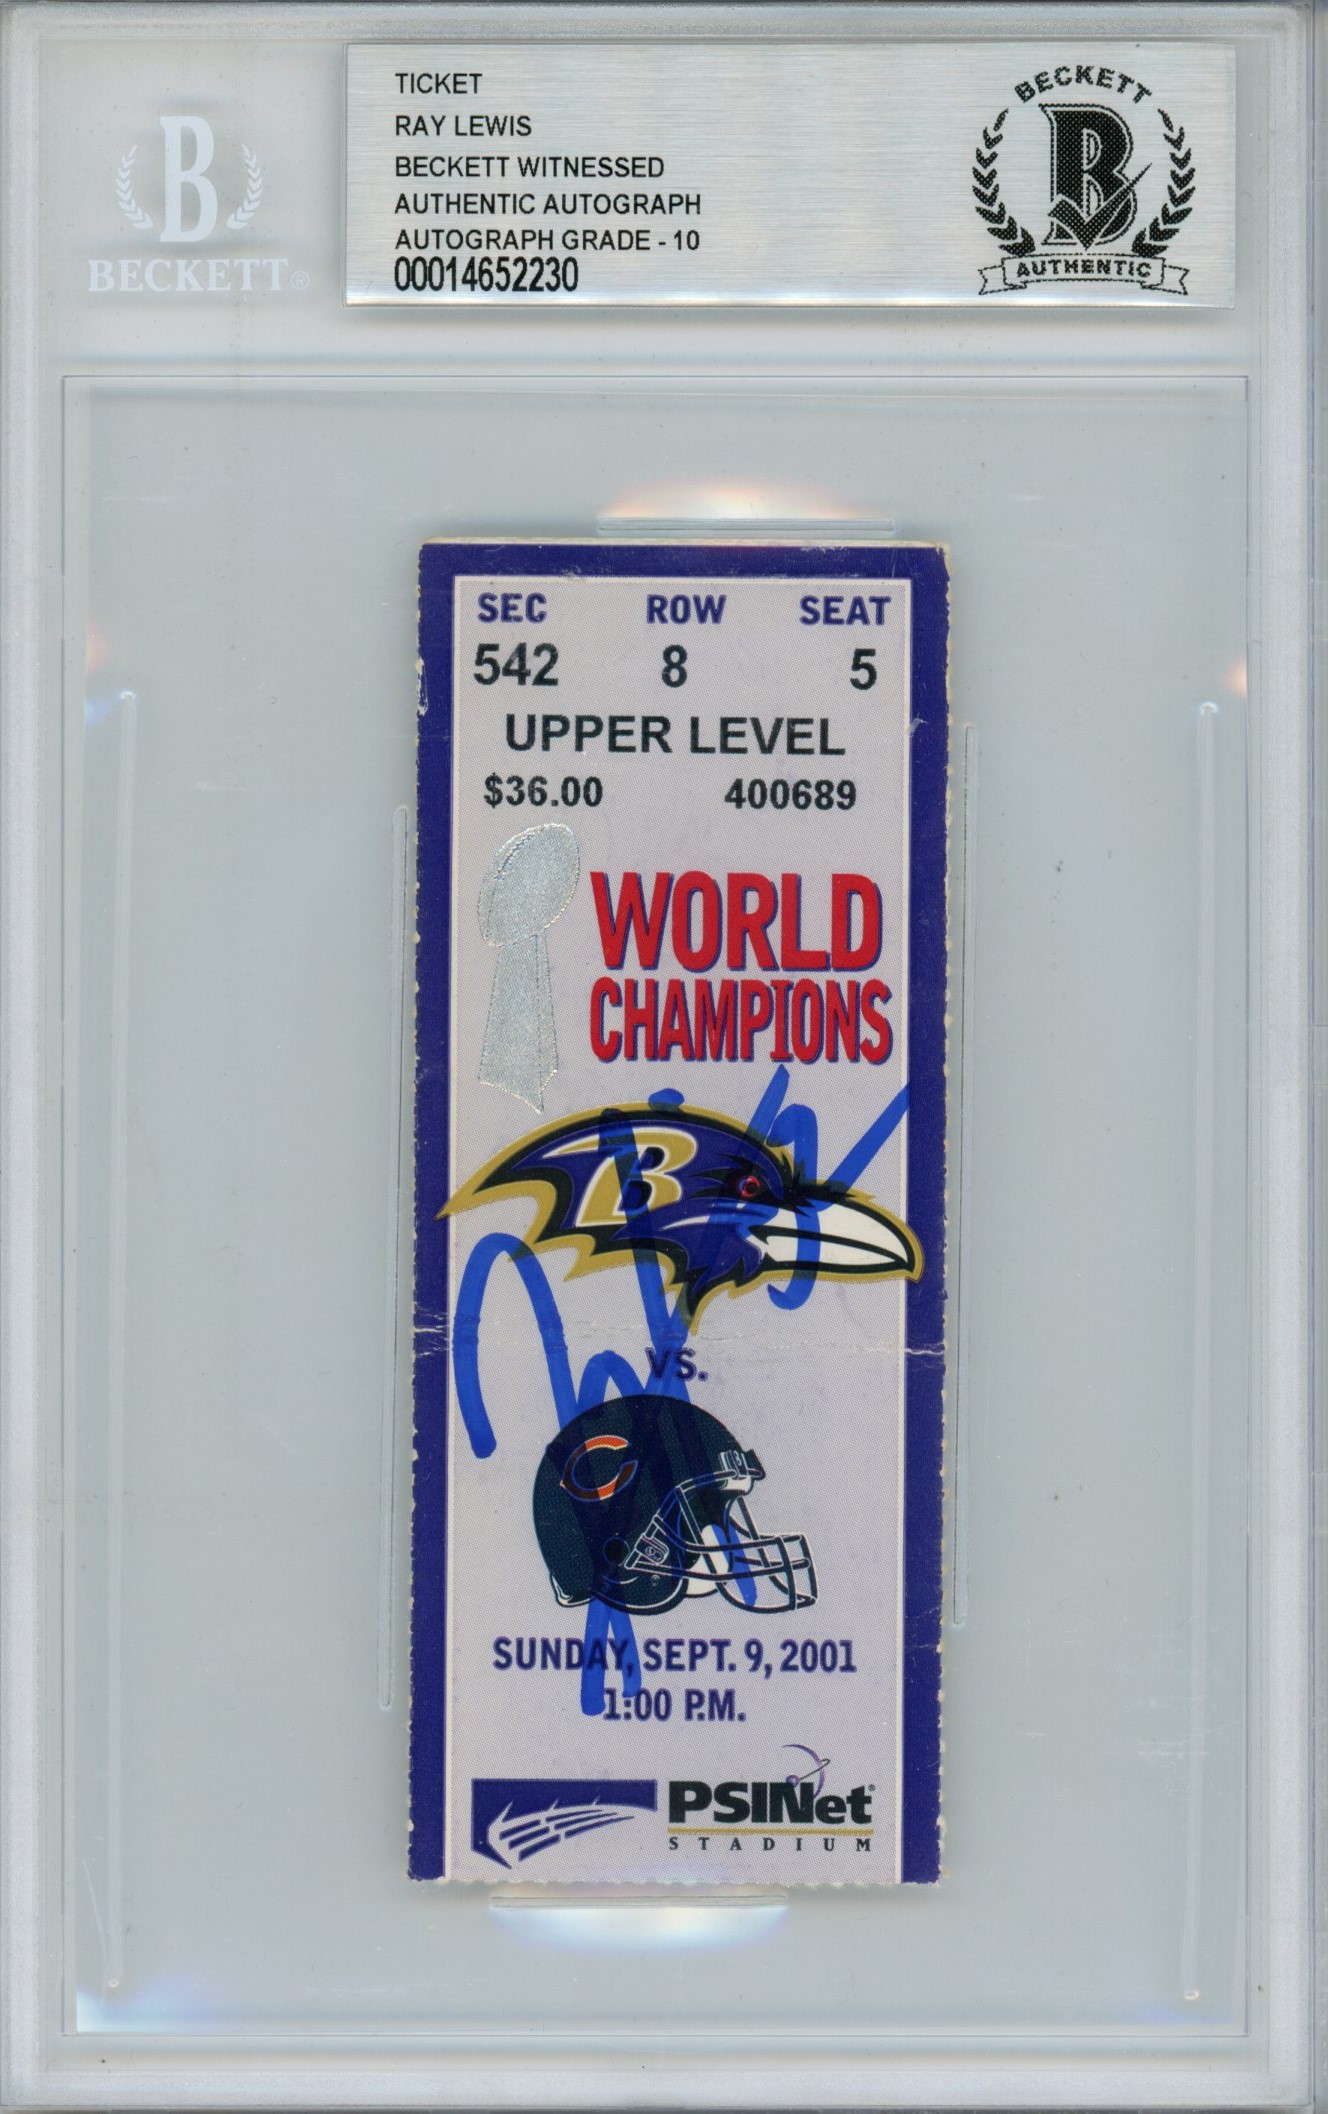 TICKET
RAY LEWIS
BECKETT WITNESSED
AUTHENTIC AUTOGRAPH
AUTOGRAPH GRADE - 10
00014652230
BECKETT
B
AUTHENTIC
B
BECKETT®
SEC ROW SEAT
542 8 5
UPPER LEVEL
$36.00 400689
WORLD
CHAMPIONS
B
VS.
C
SUNDAY, SEPT. 9, 2001
1:00 P.M.
PSINet®
STADIUM